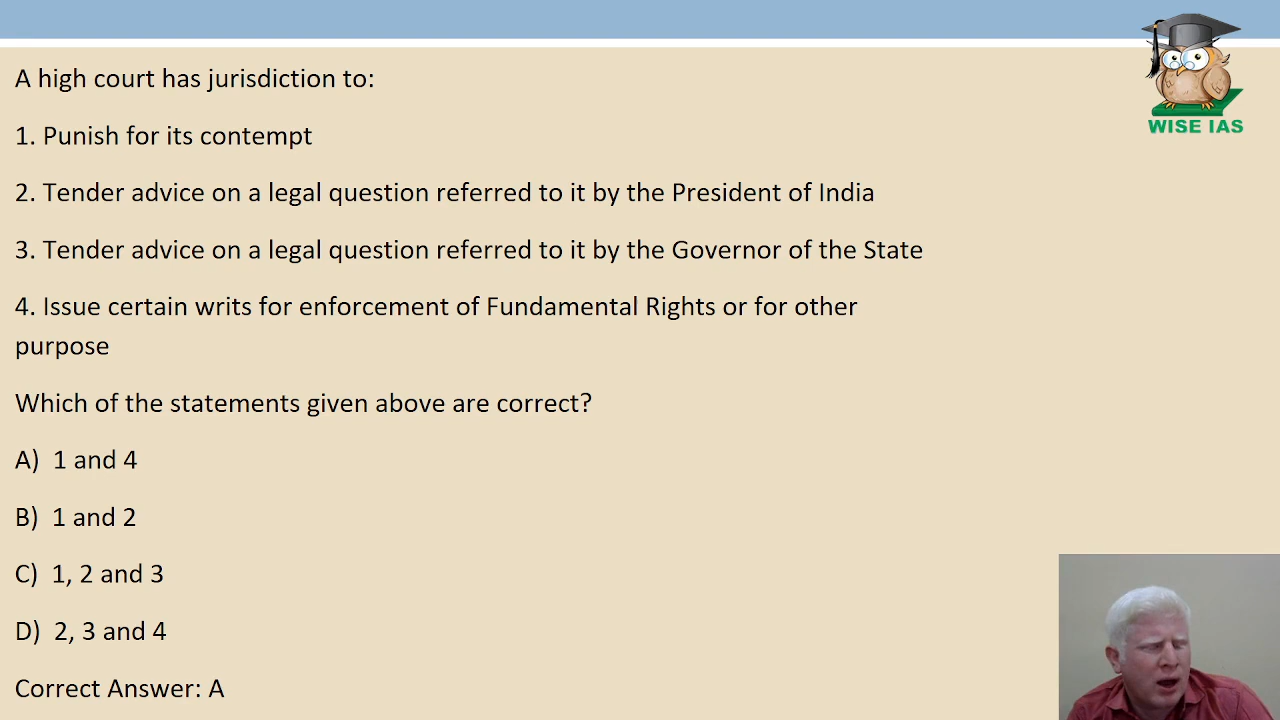 WISE IAS
A high court has jurisdiction to:
1. Punish for its contempt
2. Tender advice on a legal question referred to it by the President of India
3. Tender advice on a legal question referred to it by the Governor of the State
4. Issue certain writs for enforcement of Fundamental Rights or for other
purpose
Which of the statements given above are correct?
A) 1 and 4
B) 1 and 2
C) 1, 2 and 3
D) 2, 3 and 4
Correct Answer: A